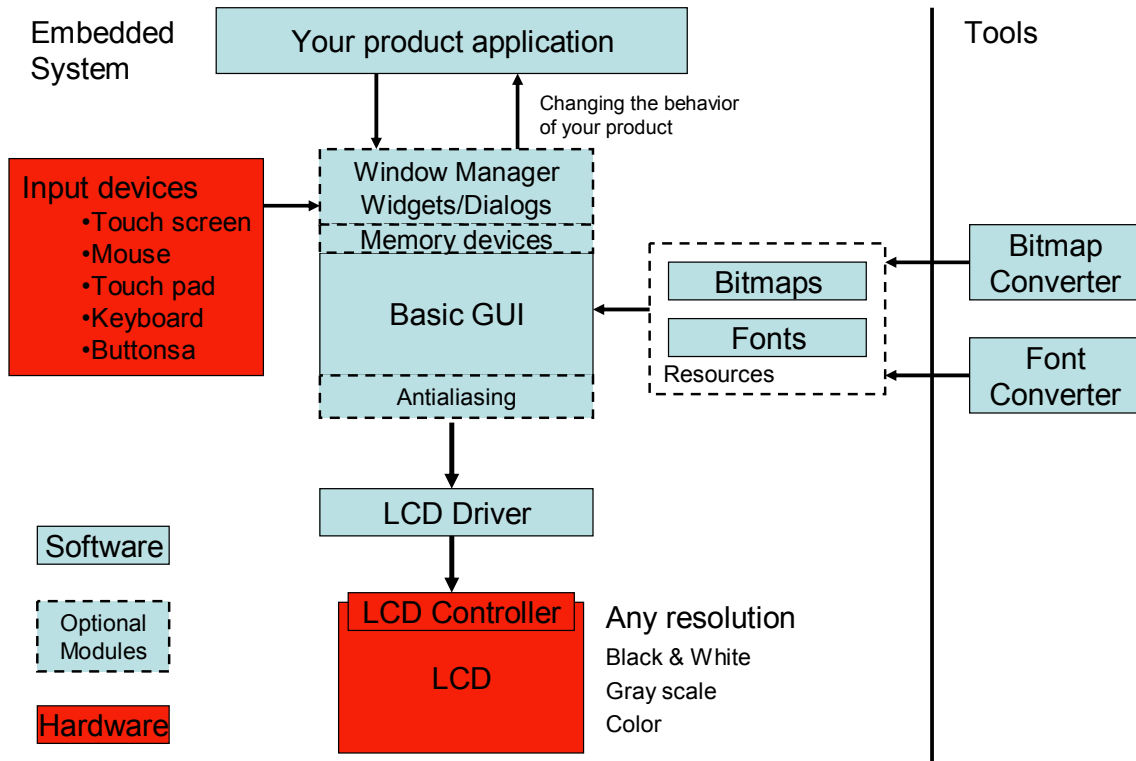 Embedded
System
Your product application
Tools
Changing the behavior
of your product
Input devices
•Touch screen
•Mouse
•Touch pad
•Keyboard
•Buttonsa
Window Manager
Widgets/Dialogs
Memory devices
Basic GUI
Antialiasing
Bitmaps
Fonts
Resources
Bitmap
Converter
Font
Converter
LCD Driver
LCD Controller
LCD
Any resolution
Black & White
Gray scale
Color
Software
Optional
Modules
Hardware